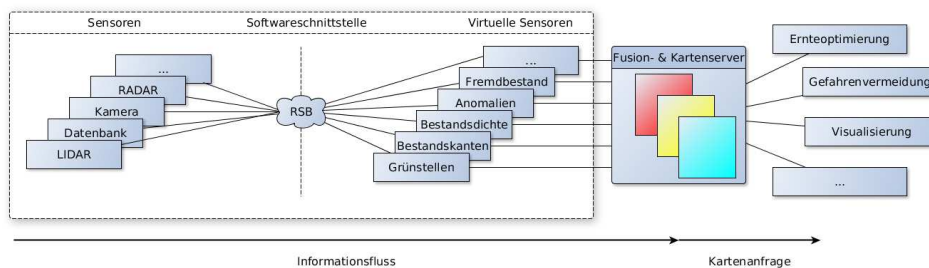 Sensoren
Softwareschnittstelle
Virtuelle Sensoren
...
RADAR
Kamera
Datenbank
LIDAR
RSB
...
Fremdbestand
Anomalien
Bestandsdichte
Bestandskanten
Grünstellen
Fusion- & Kartenserver
Ernteoptimierung
Gefahrenvermeidung
Visualisierung
...
Informationsfluss
Kartenanfrage